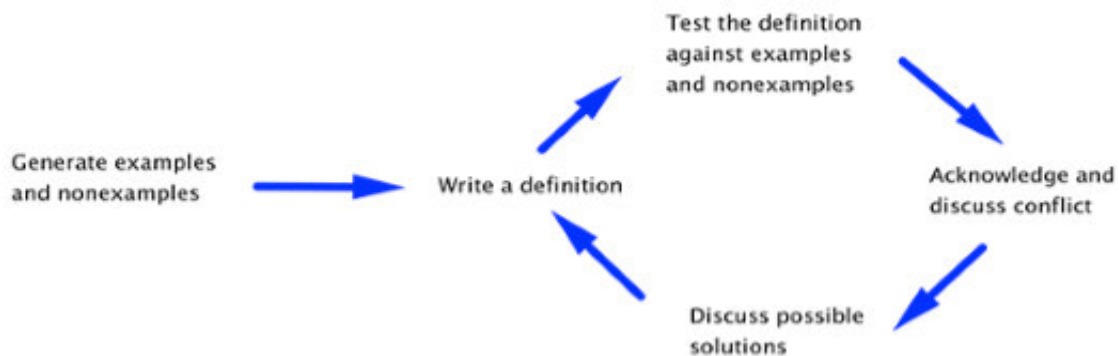 Generate examples
and nonexamples
Write a definition
Test the definition
against examples
and nonexamples
Acknowledge and
discuss conflict
Discuss possible
solutions